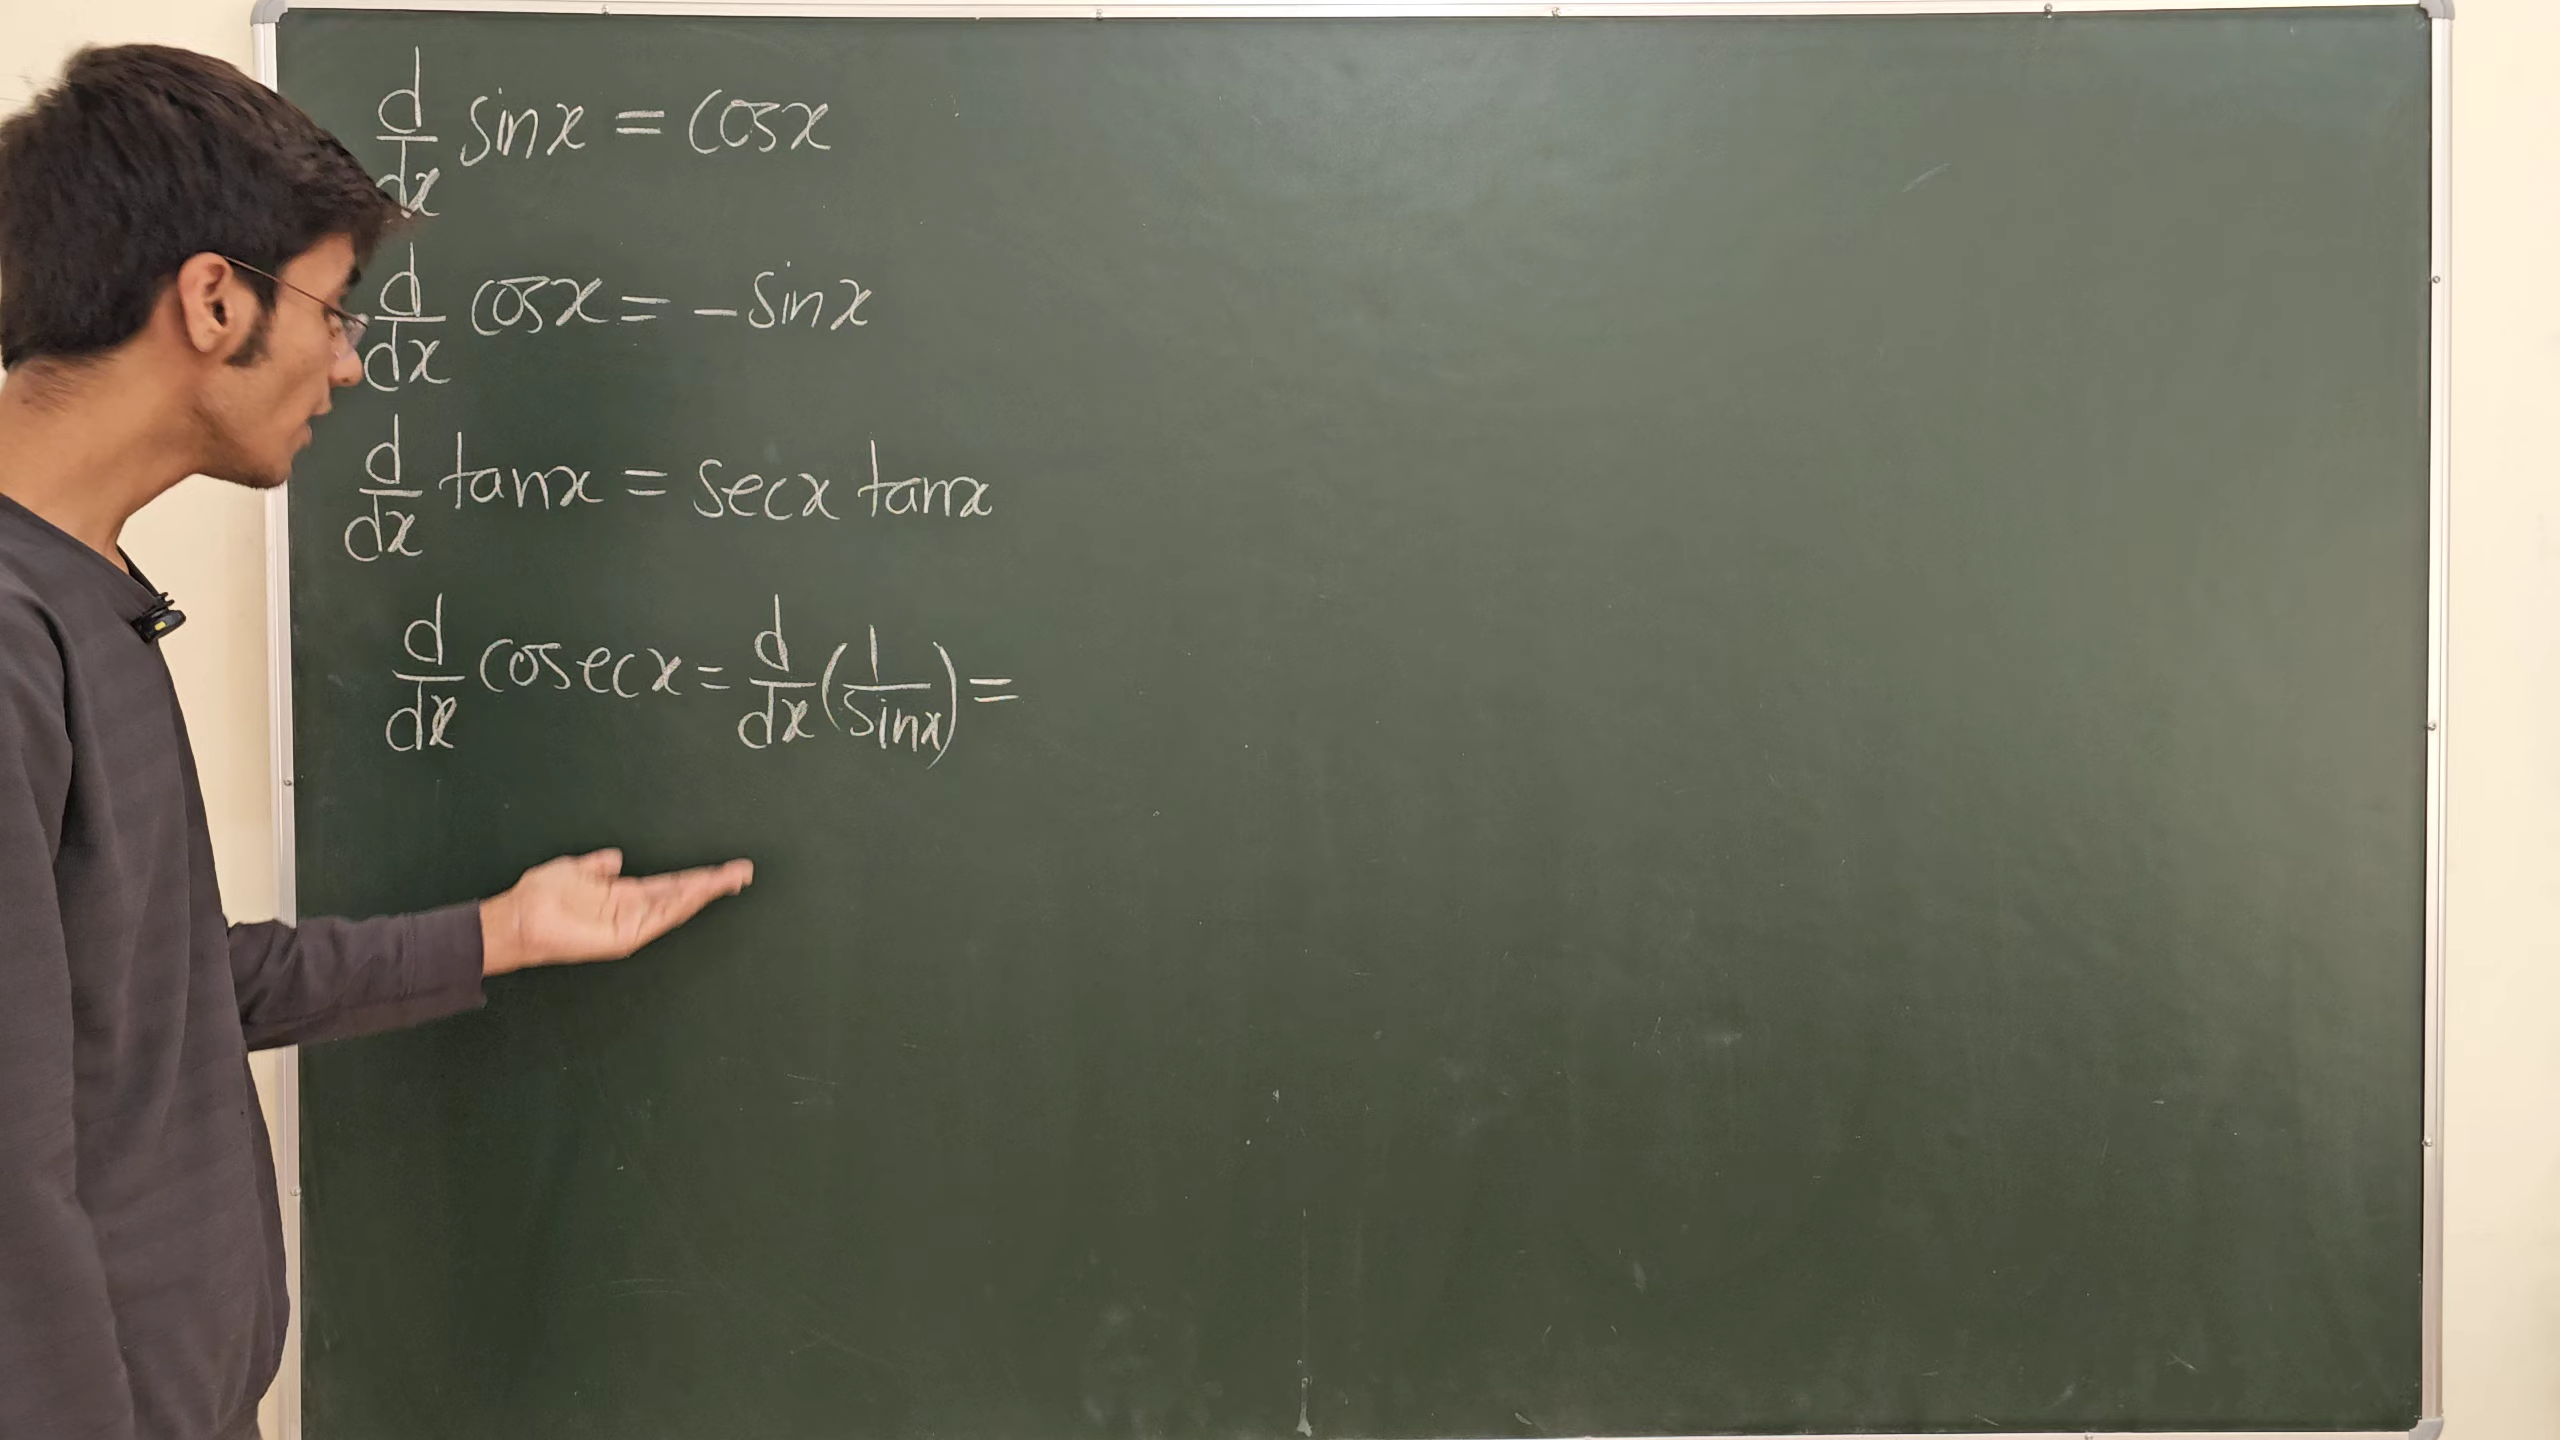 d/dx sinx = cosx
d/dx cosx = -sinx
d/dx tanx = secx tanx
d/dx cosecx = d/dx (1/sinx) =